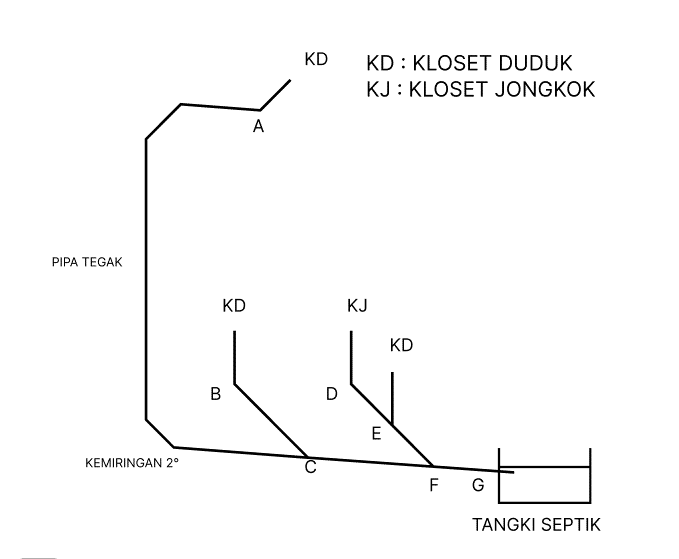 KD
KD : KLOSET DUDUK
KJ : KLOSET JONGKOK
A
PIPA TEGAK
KD
KJ
KD
B
D
E
KEMIRINGAN 2°
C
F
G
TANGKI SEPTIK